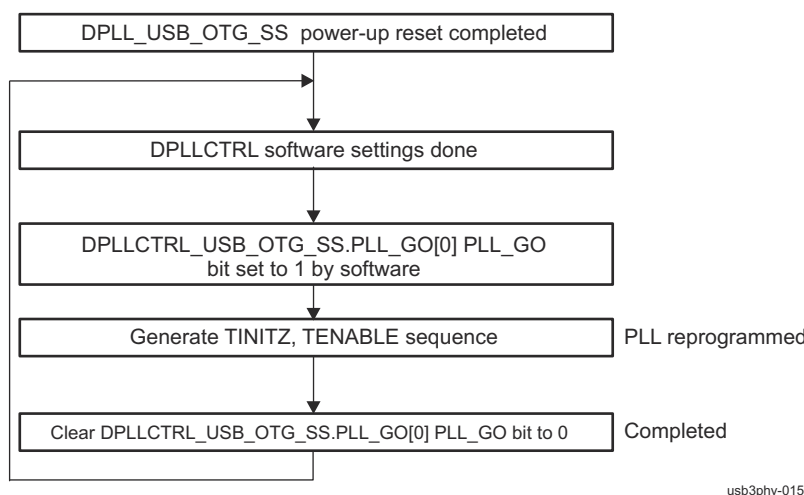 DPLL_USB_OTG_SS power-up reset completed
DPLLCTRL software settings done
DPLLCTRL_USB_OTG_SS.PLL_GO[0] PLL_GO
bit set to 1 by software
Generate TINITZ, TENABLE sequence
PLL reprogrammed
Clear DPLLCTRL_USB_OTG_SS.PLL_GO[0] PLL_GO bit to 0
Completed
usb3phy-015